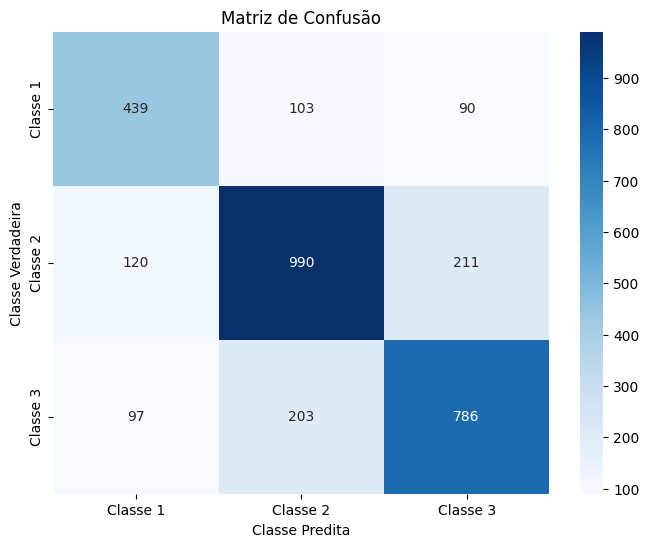 Matriz de Confusão
Classe Verdadeira
Classe 1
439 103 90
Classe 2
120 990 211
Classe 3
97 203 786
Classe 1 Classe 2 Classe 3
Classe Predita
900
800
700
600
500
400
300
200
100